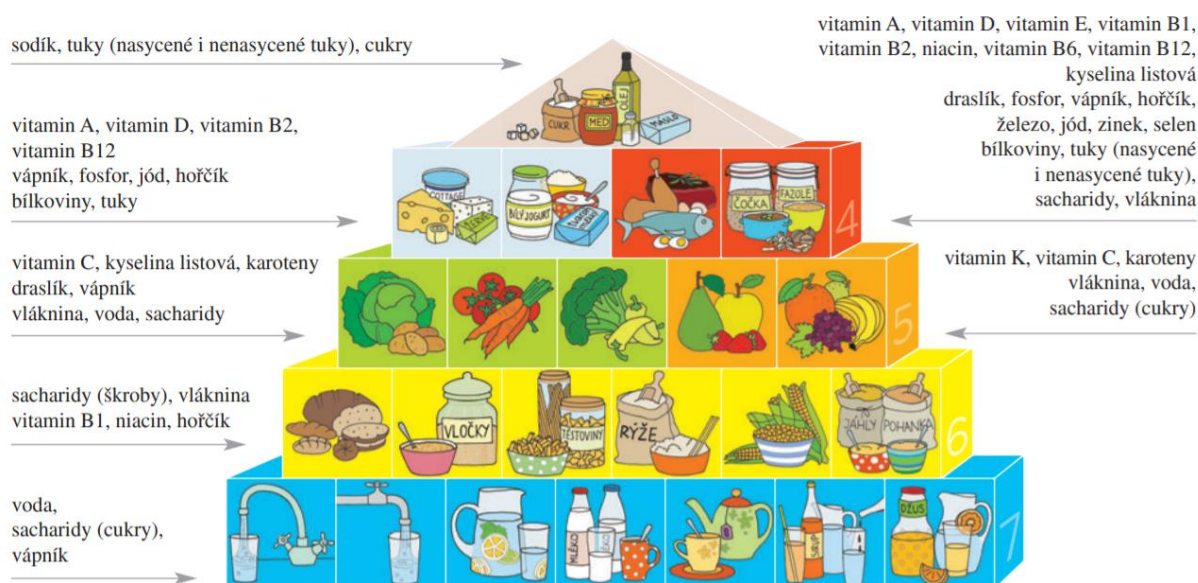 sodík, tuky (nasycené i nenasycené tuky), cukry
vitamin A, vitamin D, vitamin E, vitamin B1,
vitamin B2, niacin, vitamin B6, vitamin B12,
kyselina listová
draslík, fosfor, vápník, hořčík,
železo, jód, zinek, selen
bílkoviny, tuky (nasycené
i nenasycené tuky),
sacharidy, vláknina
vitamin A, vitamin D, vitamin B2,
vitamin B12
vápník, fosfor, jód, hořčík
bílkoviny, tuky
vitamin C, kyselina listová, karoteny
draslík, vápník
vláknina, voda, sacharidy
vitamin K, vitamin C, karoteny
vláknina, voda,
sacharidy (cukry)
sacharidy (škroby), vláknina
vitamin B1, niacin, hořčík
voda,
sacharidy (cukry),
vápník
CUKR
MED
OLEJ
MÁSLO
COTTAGE
BÍLÝ JOGURT
ČOČKA
FAZOLE
4
5
VLOČKY
TĚSTOVINY
RÝŽE
JÁHLY
POHANKA
6
MLÉKO
SIRUP
DŽUS
7